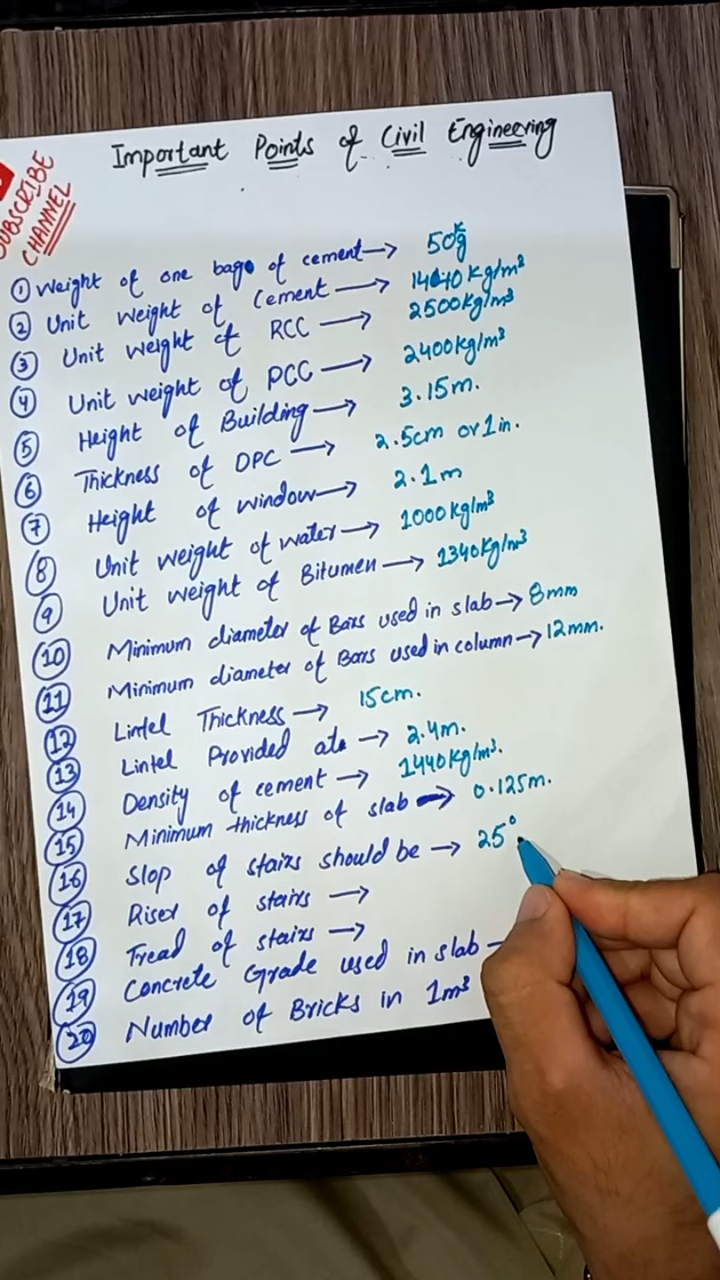 Important Points of Civil Engineering
SUBSCRIBE
CHANNEL
1 Weight of one bag of cement → 50kg
2 Unit weight of Cement → 1440 kg/m³
3 Unit weight of RCC → 2500kg/m³
4 Unit weight of PCC → 2400kg/m³
5 Height of Building → 3.15m.
6 Thickness of DPC → 2.5cm or 1in.
7 Height of window → 2.1m
8 Unit weight of water → 1000kg/m³
9 Unit weight of Bitumen → 1340kg/m³
10 Minimum diameter of Bars used in slab → 8mm
11 Minimum diameter of Bars used in column → 12mm.
12 Lintel Thickness → 15cm.
13 Lintel Provided at → 2.4m.
14 Density of cement → 1440kg/m³.
15 Minimum thickness of slab → 0.125m.
16 Slop of stairs should be → 25°
17 Riser of stairs →
18 Tread of stairs →
19 Concrete Grade used in slab
20 Number of Bricks in 1m³